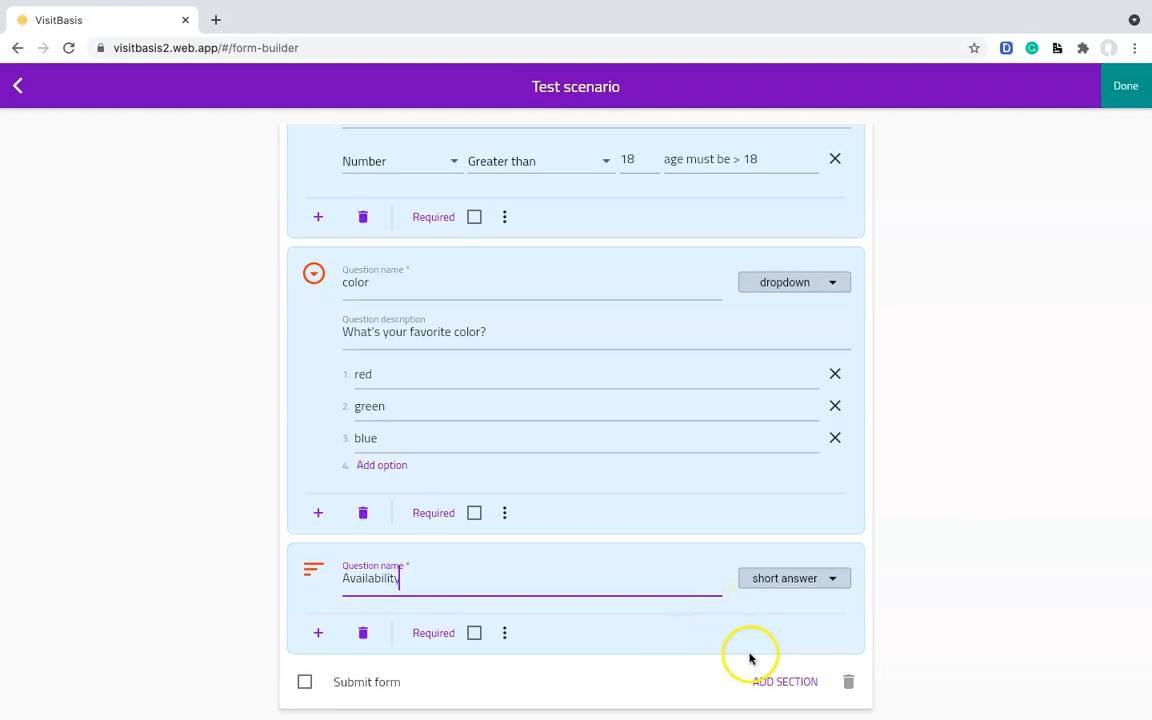 VisitBasis
visitbasis2.web.app/#/form-builder
Test scenario
Done
Number
Greater than
18
age must be > 18
Required
Question name *
color
dropdown
Question description
What's your favorite color?
1. red
2. green
3. blue
4. Add option
Required
Question name *
Availability
short answer
Required
Submit form
ADD SECTION